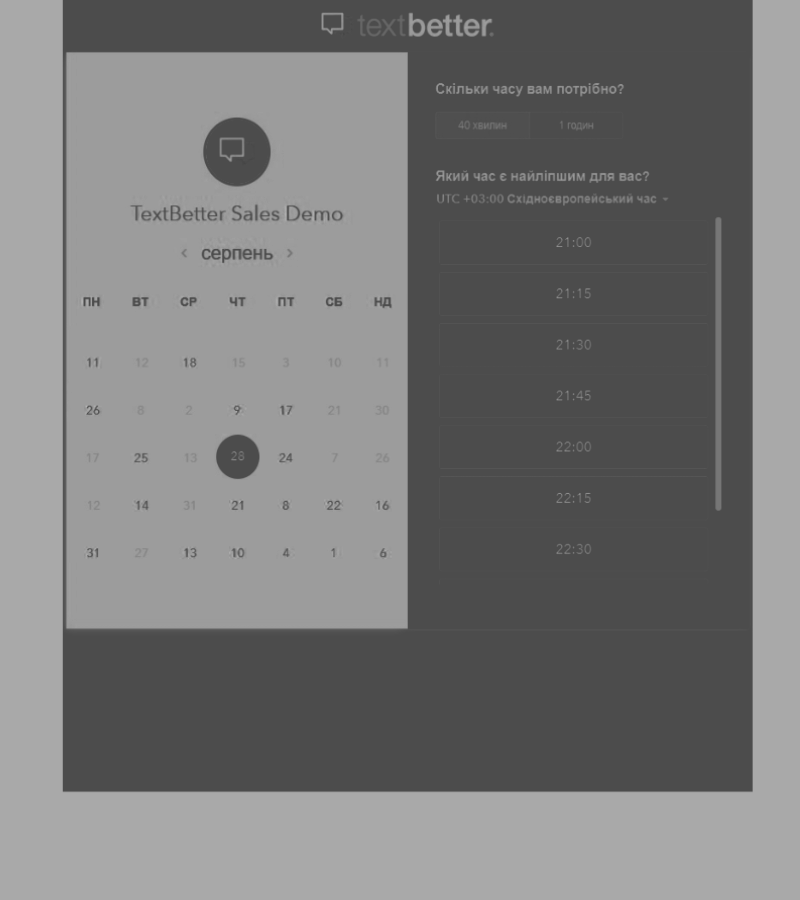 textbetter.
TextBetter Sales Demo
‹ серпень ›
ПН ВТ СР ЧТ ПТ СБ НД
11 12 18 15 3 10 11
26 8 2 9 17 21 30
17 25 13 28 24 7 26
12 14 31 21 8 22 16
31 27 13 10 4 1 6
Скільки часу вам потрібно?
40 хвилин 1 годин
Який час є найліпшим для вас?
UTC +03:00 Східноєвропейський час
21:00
21:15
21:30
21:45
22:00
22:15
22:30